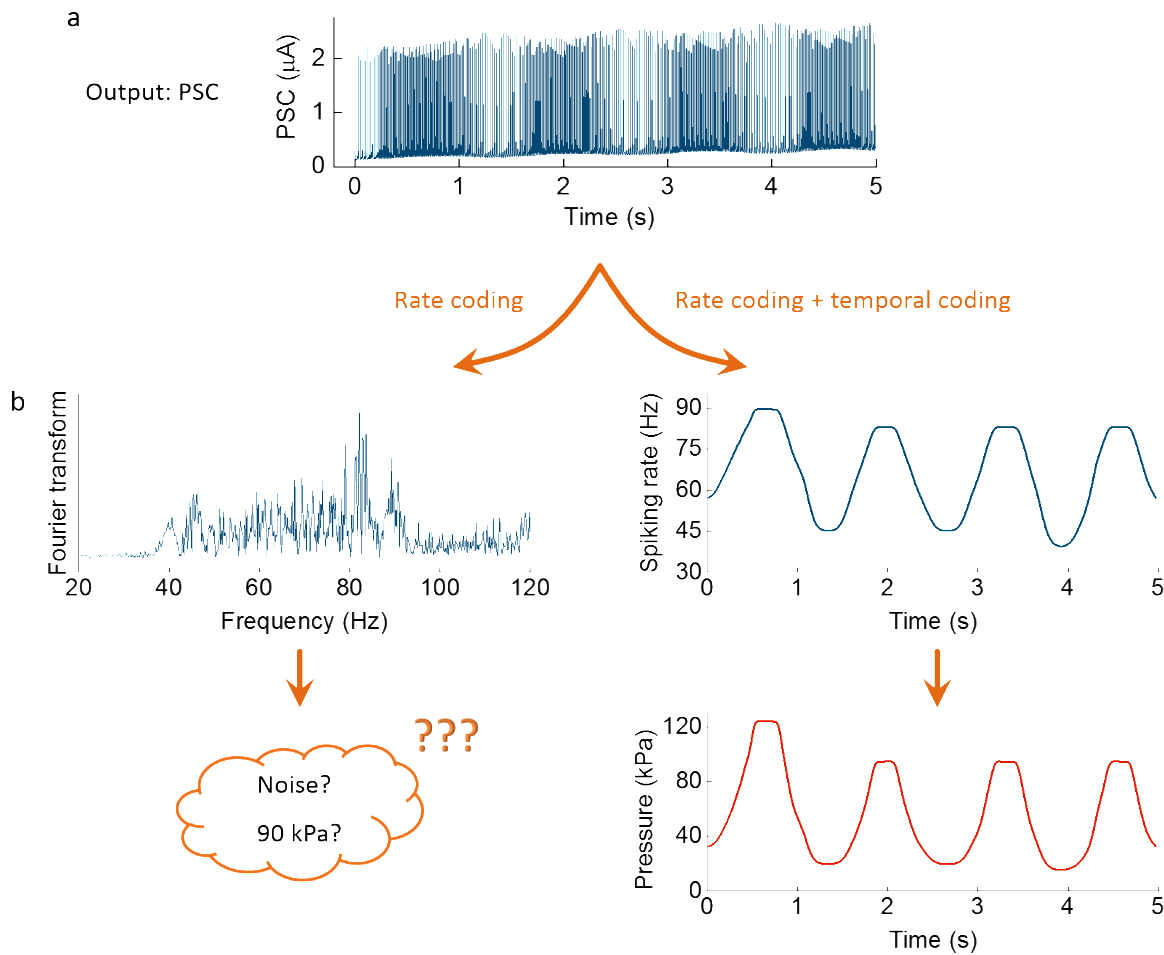 a
Output: PSC
PSC (μA)
2
1
0
0 1 2 3 4 5
Time (s)
Rate coding
Rate coding + temporal coding
b
Fourier transform
20 40 60 80 100 120
Frequency (Hz)
Spiking rate (Hz)
90
75
60
45
30
0 1 2 3 4 5
Time (s)
???
Noise?
90 kPa?
Pressure (kPa)
120
80
40
0
0 1 2 3 4 5
Time (s)